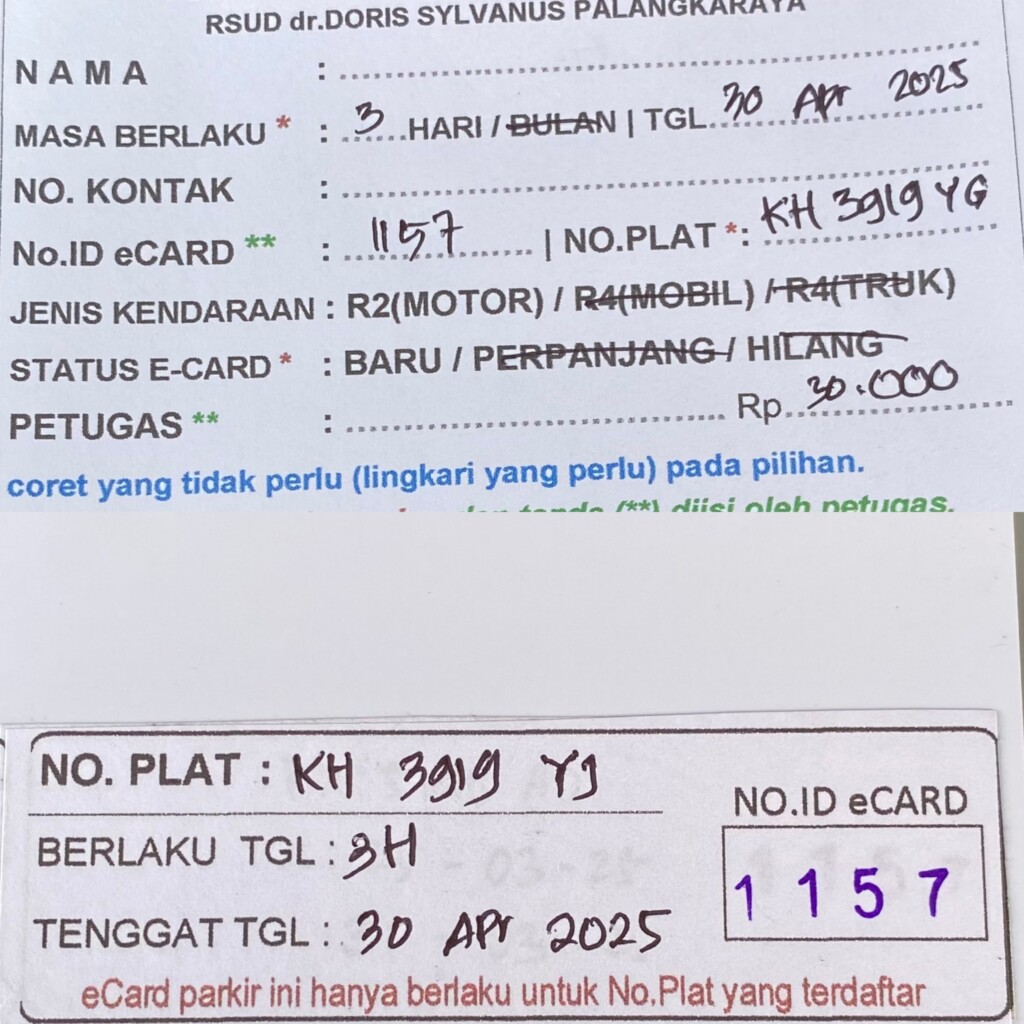 RSUD dr.DORIS SYLVANUS PALANGKARAYA
NAMA : ........................
MASA BERLAKU * : 3 HARI / BULAN | TGL. 30 Apr 2025
NO. KONTAK : ........................
No.ID eCARD ** : 1157 | NO.PLAT *: KH 3919 YG
JENIS KENDARAAN : R2(MOTOR) / R4(MOBIL) / R4(TRUK)
STATUS E-CARD * : BARU / PERPANJANG / HILANG
PETUGAS ** : ........................ Rp. 30.000
coret yang tidak perlu (lingkari yang perlu) pada pilihan.
tanda (**) diisi oleh petugas.
NO. PLAT : KH 3919 YJ
BERLAKU TGL : 3H
TENGGAT TGL : 30 Apr 2025
NO.ID eCARD
1157
eCard parkir ini hanya berlaku untuk No.Plat yang terdaftar